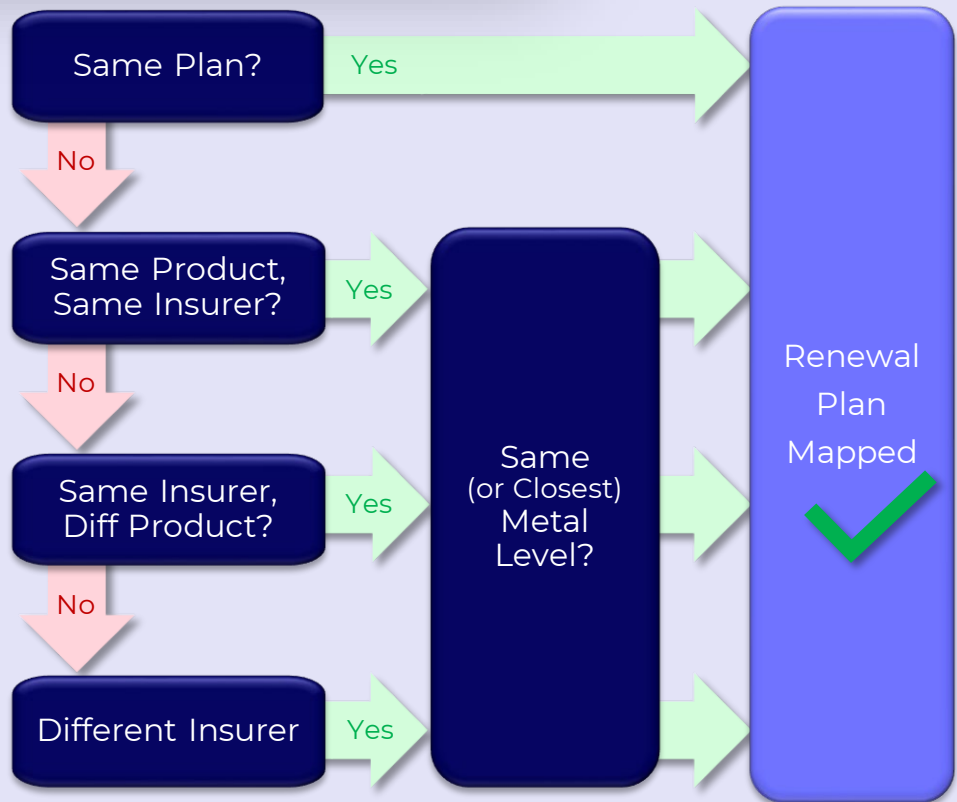 Same Plan?
Yes
No
Same Product,
Same Insurer?
Yes
No
Same Insurer,
Diff Product?
Yes
No
Different Insurer
Yes
Same
(or Closest)
Metal
Level?
Renewal
Plan
Mapped